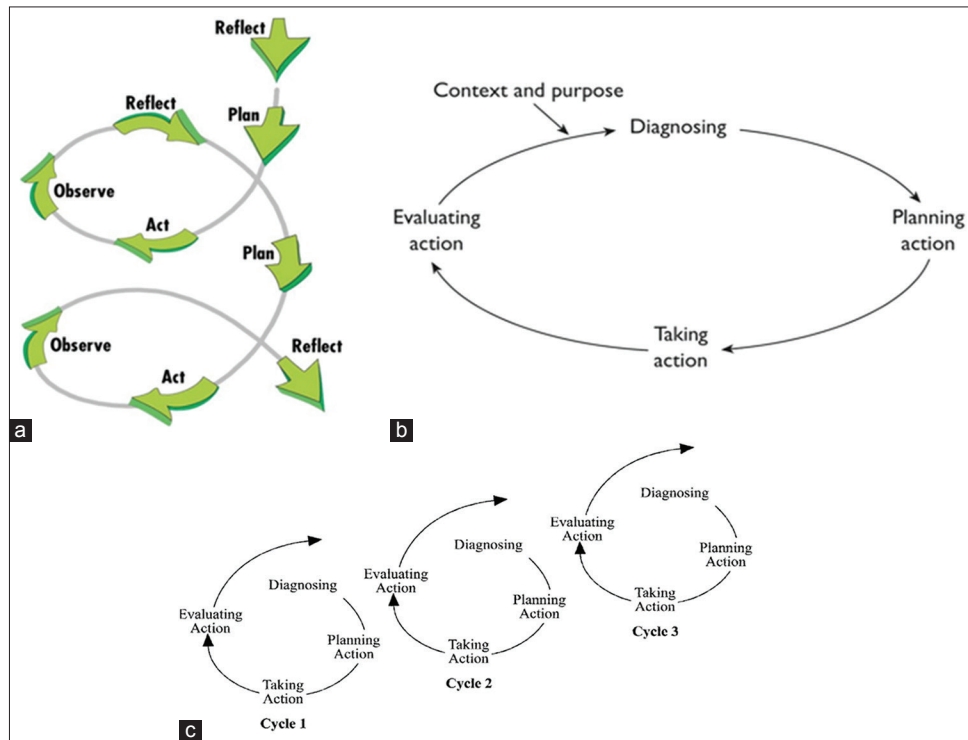 Reflect
Plan
Reflect
Observe
Act
Plan
Observe
Reflect
Act
a
Context and purpose
Diagnosing
Evaluating
action
Planning
action
Taking
action
b
Diagnosing
Evaluating
Action
Planning
Action
Taking
Action
Cycle 1
Diagnosing
Evaluating
Action
Planning
Action
Taking
Action
Cycle 2
Diagnosing
Evaluating
Action
Planning
Action
Taking
Action
Cycle 3
c